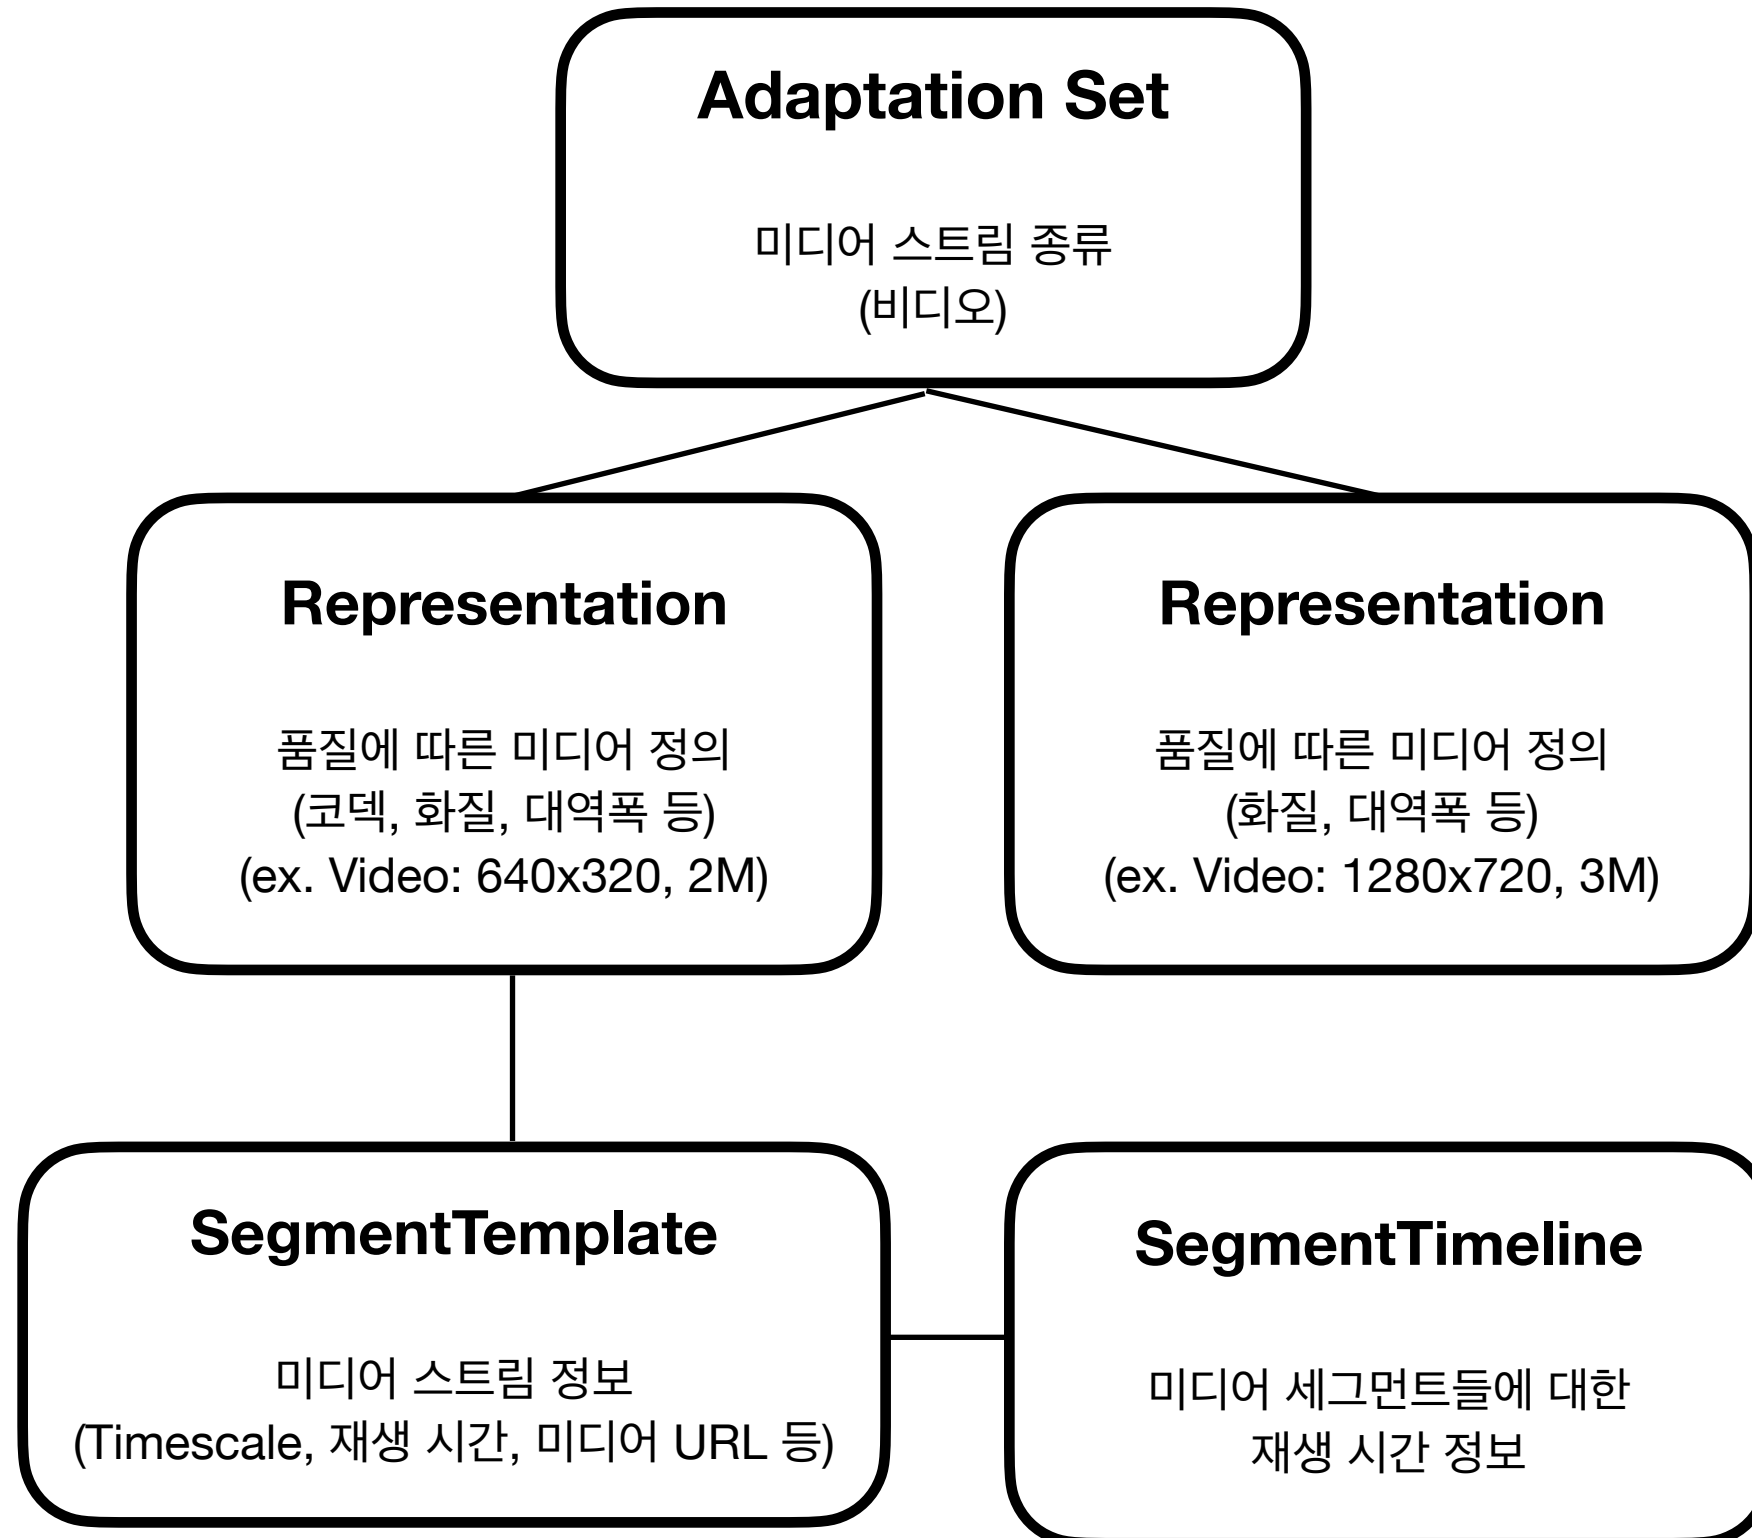 Adaptation Set
미디어 스트림 종류
(비디오)
Representation
품질에 따른 미디어 정의
(코덱, 화질, 대역폭 등)
(ex. Video: 640x320, 2M)
Representation
품질에 따른 미디어 정의
(화질, 대역폭 등)
(ex. Video: 1280x720, 3M)
SegmentTemplate
미디어 스트림 정보
(Timescale, 재생 시간, 미디어 URL 등)
SegmentTimeline
미디어 세그먼트들에 대한
재생 시간 정보